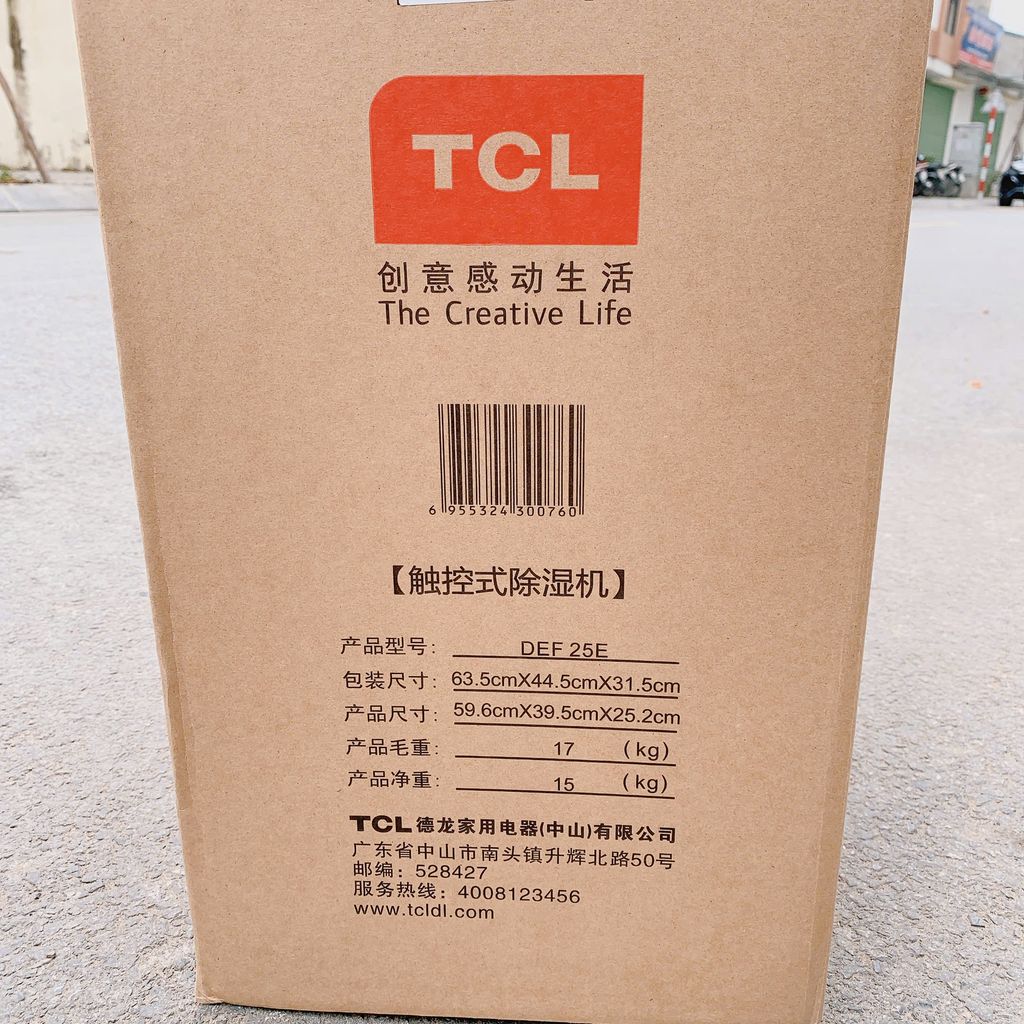 TCL
创意感动生活
The Creative Life
6 955324 300760
【触控式除湿机】
产品型号: DEF 25E
包装尺寸: 63.5cmX44.5cmX31.5cm
产品尺寸: 59.6cmX39.5cmX25.2cm
产品毛重: 17 (kg)
产品净重: 15 (kg)
TCL 德龙家用电器(中山)有限公司
广东省中山市南头镇升辉北路50号
邮编: 528427
服务热线: 4008123456
www.tcldl.com